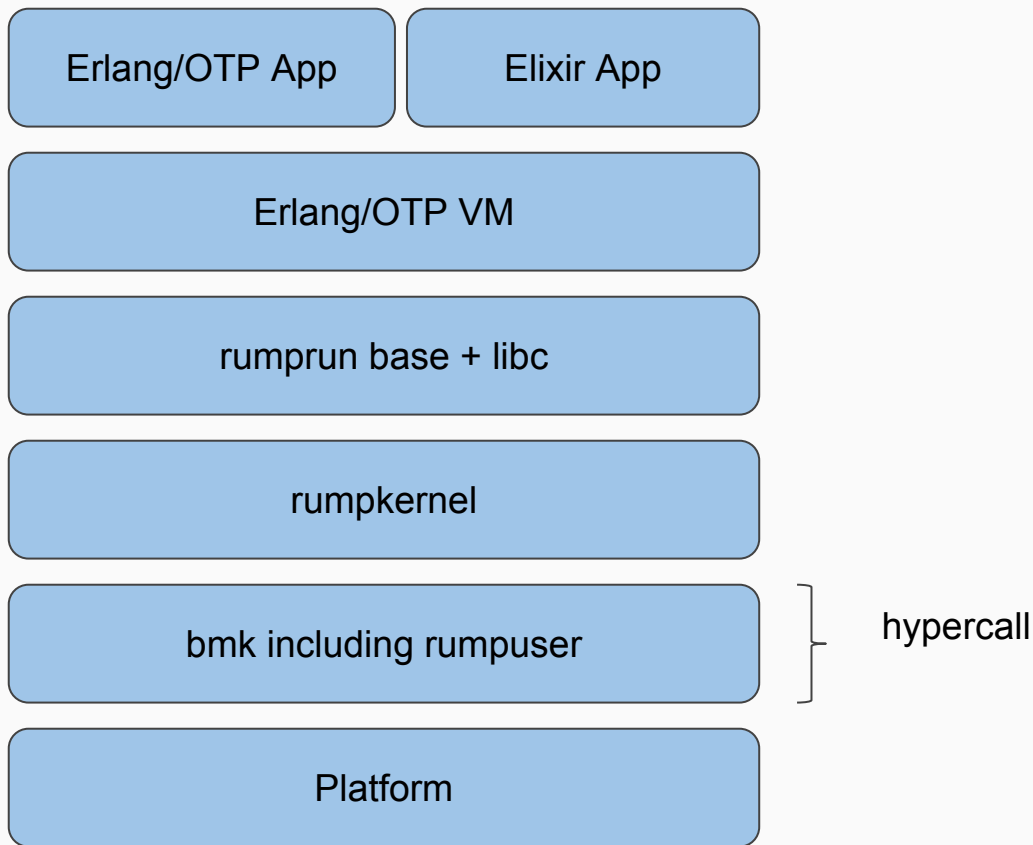 Erlang/OTP App
Elixir App
Erlang/OTP VM
rumprun base + libc
rumpkernel
bmk including rumpuser
hypercall
Platform